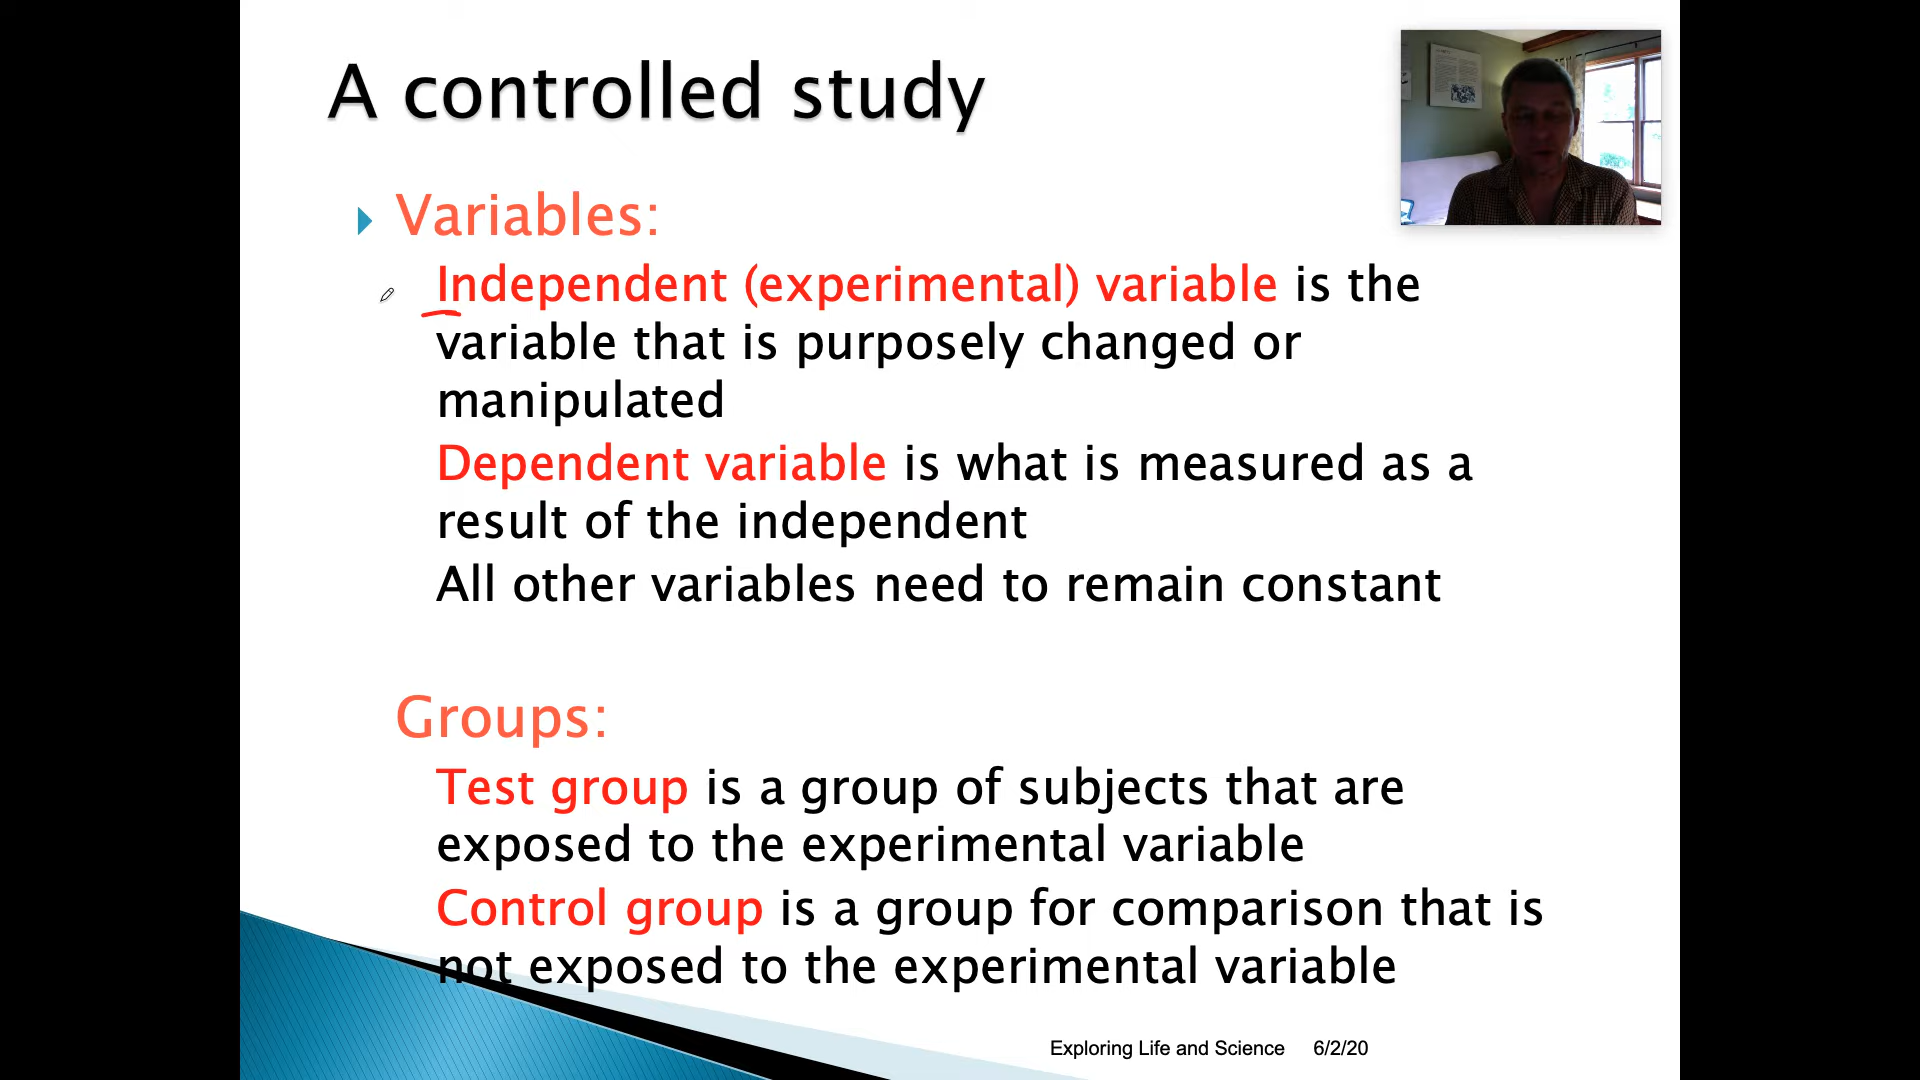 A controlled study
Variables:
Independent (experimental) variable is the
variable that is purposely changed or
manipulated
Dependent variable is what is measured as a
result of the independent
All other variables need to remain constant
Groups:
Test group is a group of subjects that are
exposed to the experimental variable
Control group is a group for comparison that is
not exposed to the experimental variable
Exploring Life and Science 6/2/20